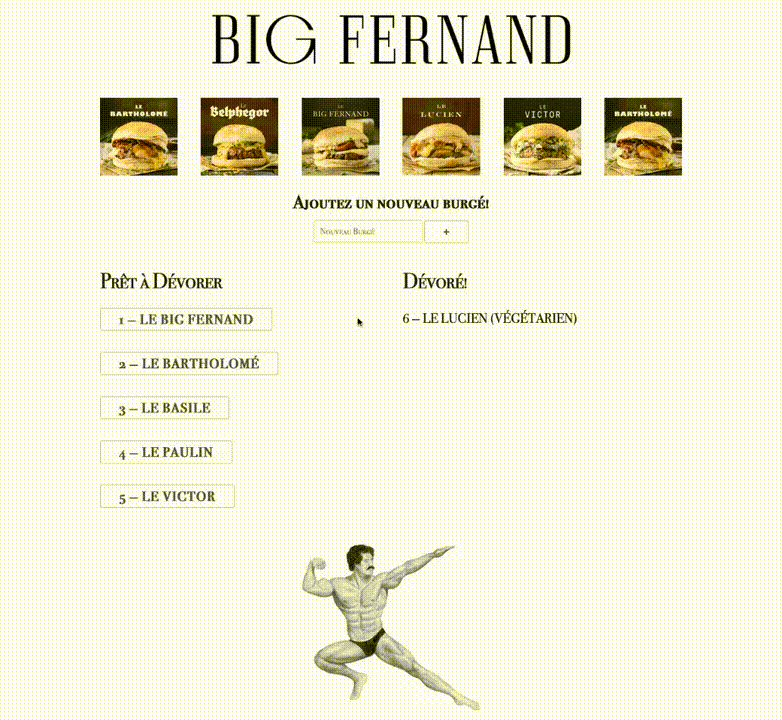 BIG FERNAND
LE
BARTHOLOMÉ
Le
Belphegor
LE
BIG FERNAND
LE
LUCIEN
LE
VICTOR
LE
BARTHOLOMÉ
Ajoutez un nouveau burgé!
Nouveau Burgé
+
Prêt à Dévorer
1 – LE BIG FERNAND
2 – LE BARTHOLOMÉ
3 – LE BASILE
4 – LE PAULIN
5 – LE VICTOR
Dévoré!
6 – LE LUCIEN (VÉGÉTARIEN)